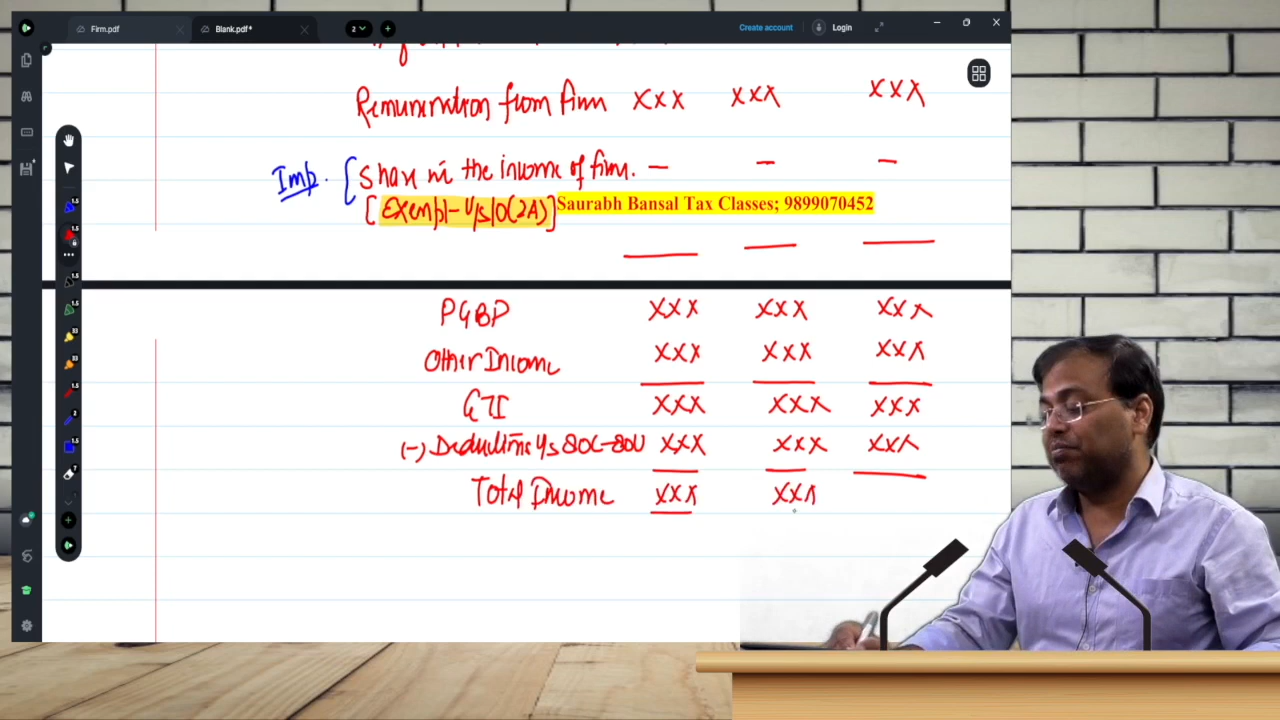 Firm.pdf
Blank.pdf*
2
Create account
Login
Remuneration from firm XXX XXX XXX
Imp. [ Share in the income of firm. — — —
[Exempt - U/s 10(2A)] Saurabh Bansal Tax Classes; 9899070452
PGBP XXX XXX XXX
Other Income XXX XXX XXX
GTI XXX XXX XXX
(-) Deductions U/s 80C-80U XXX XXX XXX
Total Income XXX XXX